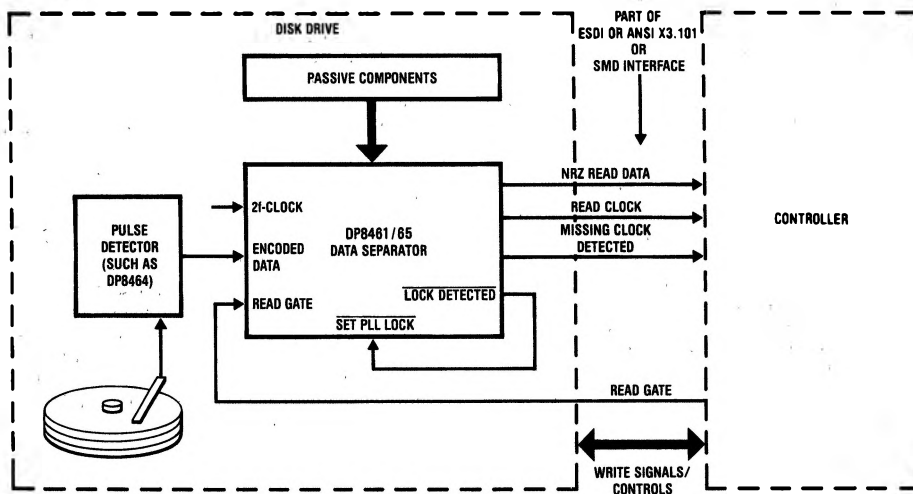 DISK DRIVE
PART OF
ESDI OR ANSI X3.101
OR
SMD INTERFACE
PASSIVE COMPONENTS
NRZ READ DATA
READ CLOCK
MISSING CLOCK
DETECTED
CONTROLLER
2f-CLOCK
DP8461/65
DATA SEPARATOR
PULSE
DETECTOR
(SUCH AS
DP8464)
ENCODED
DATA
READ GATE
LOCK DETECTED
SET PLL LOCK
READ GATE
WRITE SIGNALS/
CONTROLS